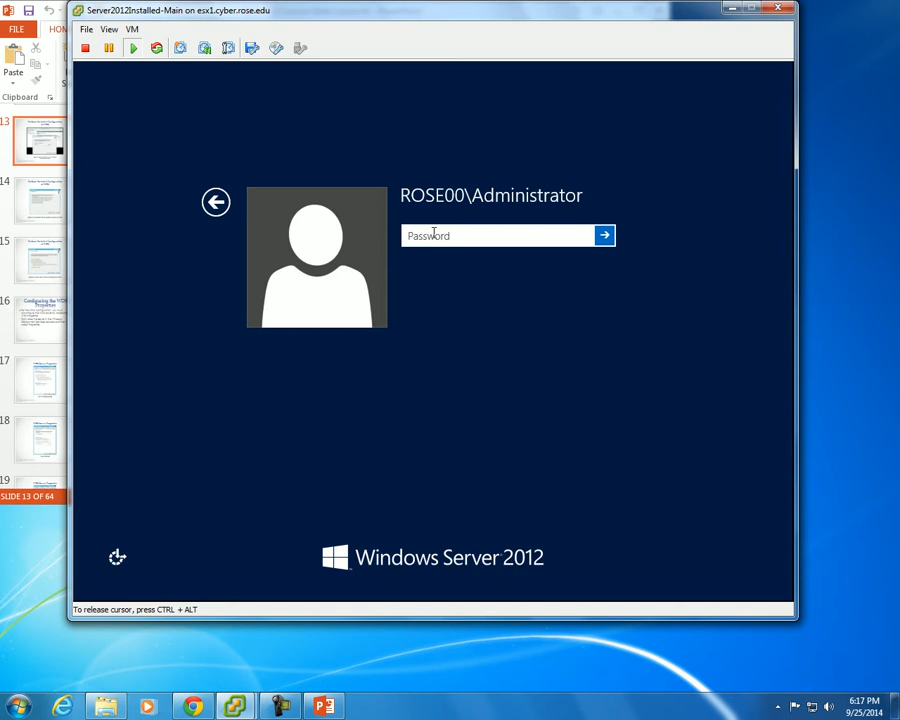 Server2012Installed-Main on esx1.cyber.rose.edu
File View VM
FILE
HOM
Paste
Clipboard
13
14
15
16
17
18
19
SLIDE 13 OF 64
ROSE00\Administrator
Password
Windows Server 2012
To release cursor, press CTRL + ALT
6:17 PM
9/25/2014